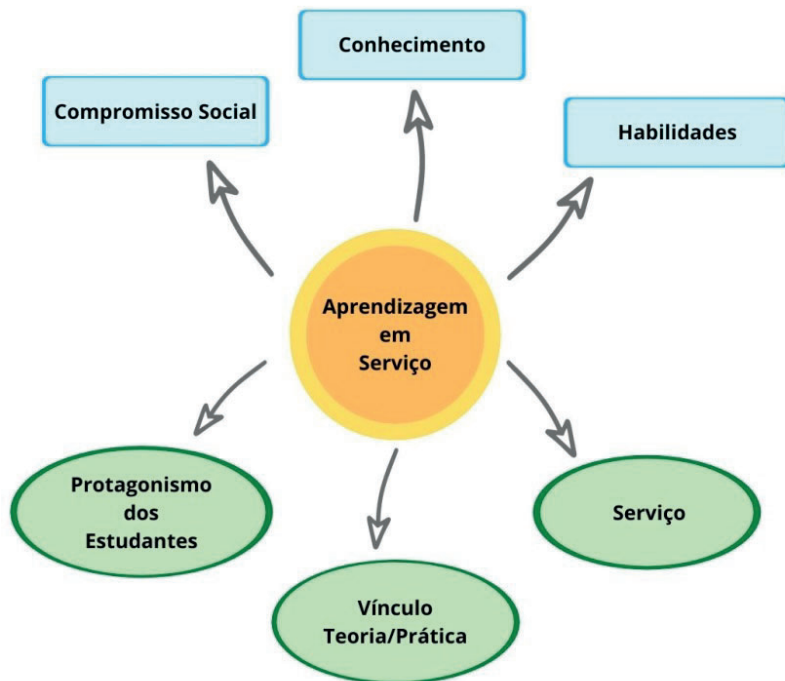 Conhecimento
Compromisso Social
Habilidades
Aprendizagem
em
Serviço
Protagonismo
dos
Estudantes
Serviço
Vínculo
Teoria/Prática